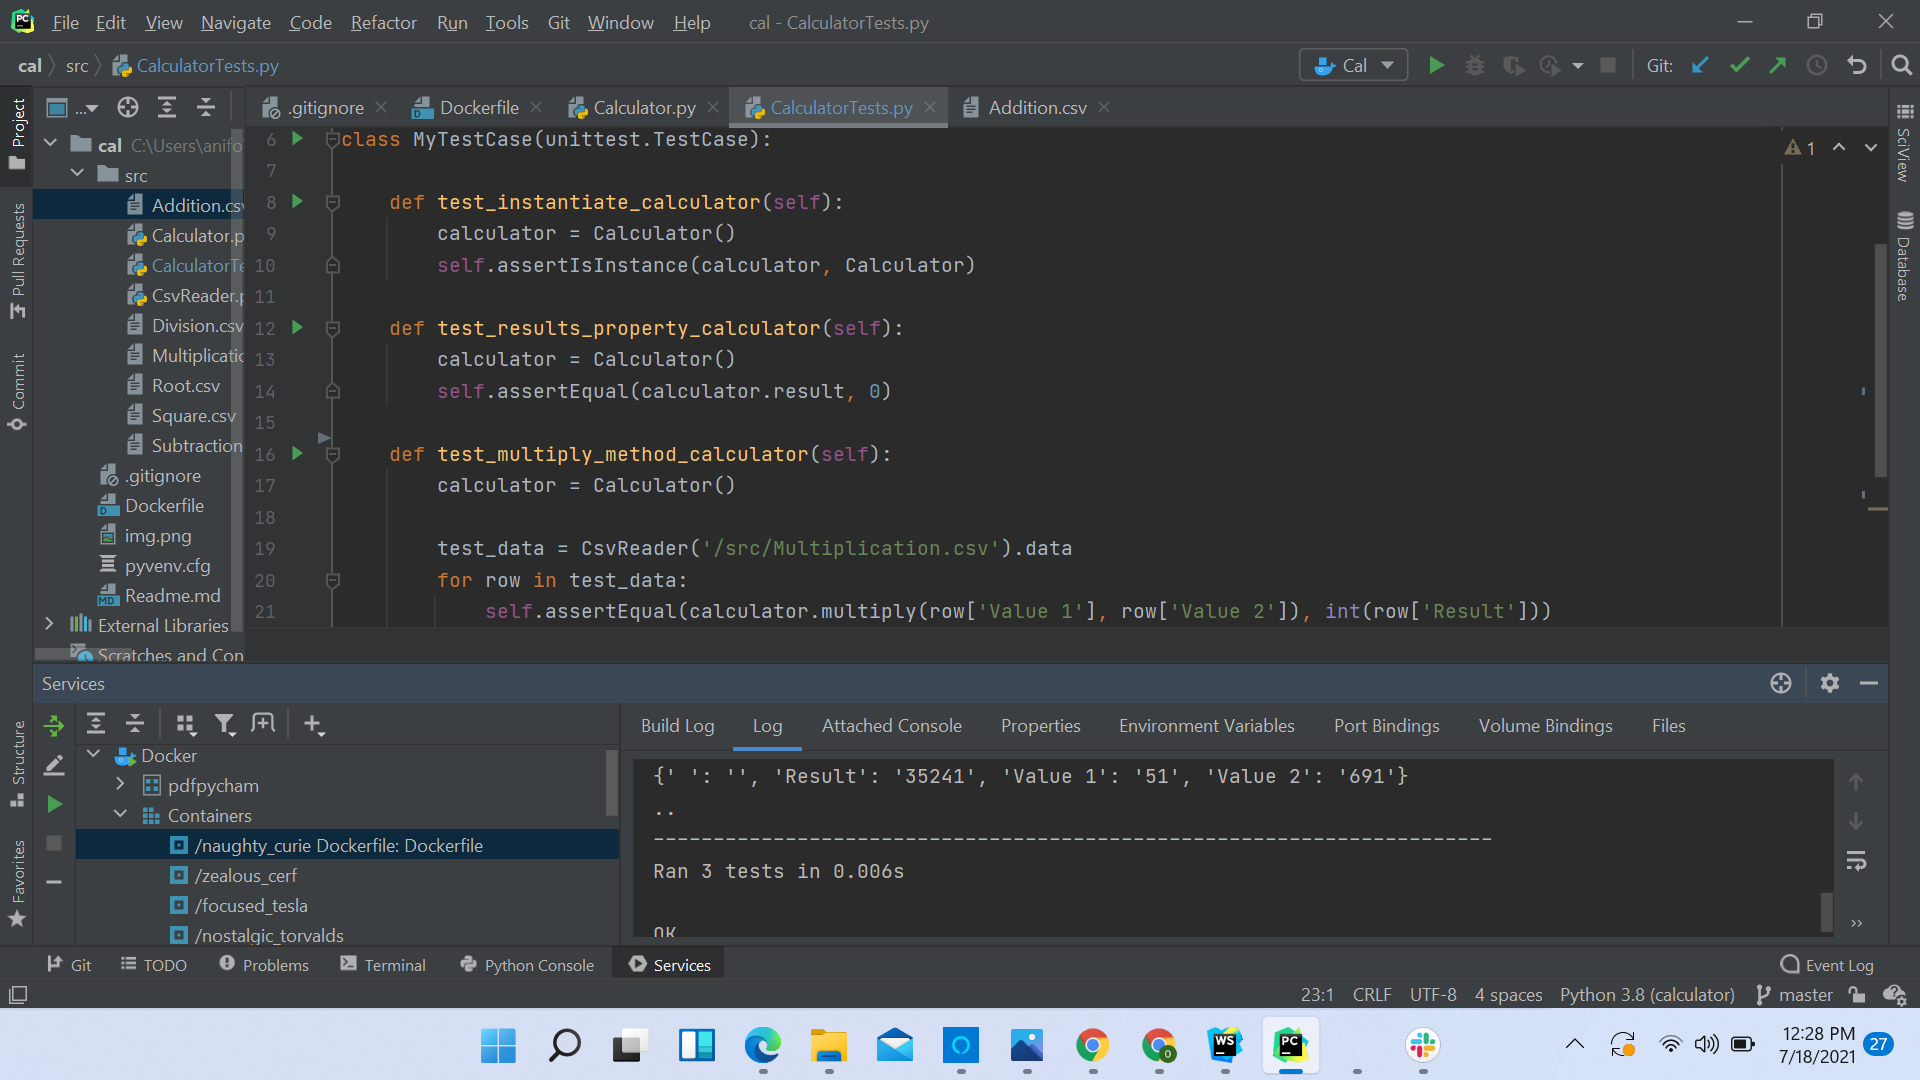 PC File Edit View Navigate Code Refactor Run Tools Git Window Help cal - CalculatorTests.py
cal src CalculatorTests.py Cal Git:
Project
Pull Requests
Commit
Structure
Favorites
...
cal C:\Users\anifo
src
Addition.csv
Calculator.p
CalculatorTe
CsvReader.p
Division.csv
Multiplicatio
Root.csv
Square.csv
Subtraction
.gitignore
Dockerfile
img.png
pyvenv.cfg
Readme.md
External Libraries
Scratches and Con
.gitignore Dockerfile Calculator.py CalculatorTests.py Addition.csv
1
6 class MyTestCase(unittest.TestCase):
7
8 def test_instantiate_calculator(self):
9 calculator = Calculator()
10 self.assertIsInstance(calculator, Calculator)
11
12 def test_results_property_calculator(self):
13 calculator = Calculator()
14 self.assertEqual(calculator.result, 0)
15
16 def test_multiply_method_calculator(self):
17 calculator = Calculator()
18
19 test_data = CsvReader('/src/Multiplication.csv').data
20 for row in test_data:
21 self.assertEqual(calculator.multiply(row['Value 1'], row['Value 2']), int(row['Result']))
SciView
Database
Services
Docker
pdfpycham
Containers
/naughty_curie Dockerfile: Dockerfile
/zealous_cerf
/focused_tesla
/nostalgic_torvalds
Build Log Log Attached Console Properties Environment Variables Port Bindings Volume Bindings Files
{' ': '', 'Result': '35241', 'Value 1': '51', 'Value 2': '691'}
..
----------------------------------------------------------------------
Ran 3 tests in 0.006s
OK
Git TODO Problems Terminal Python Console Services Event Log
23:1 CRLF UTF-8 4 spaces Python 3.8 (calculator) master
WS PC
12:28 PM
7/18/2021 27